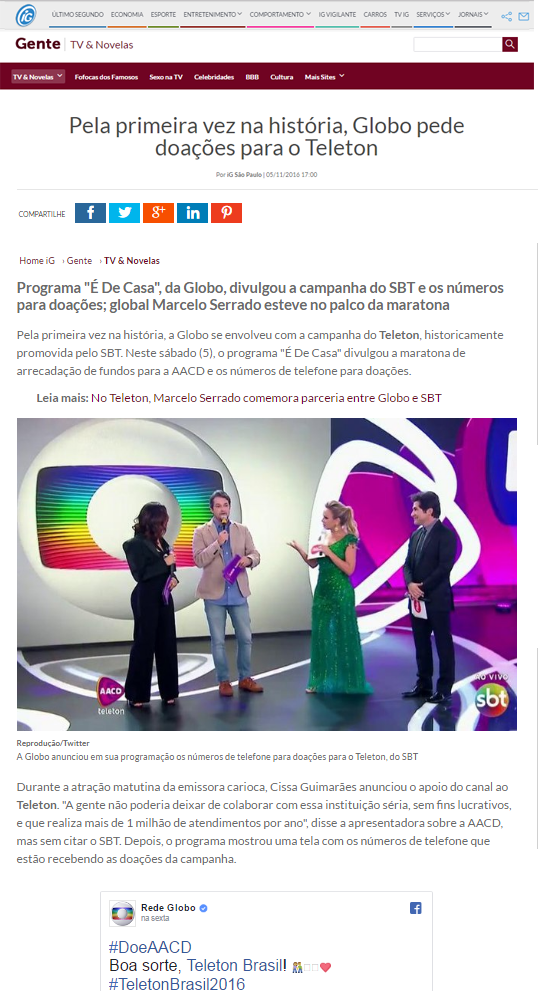 iG
ÚLTIMO SEGUNDO ECONOMIA ESPORTE ENTRETENIMENTO COMPORTAMENTO IG VIGILANTE CARROS TV IG SERVIÇOS JORNAIS
Gente TV & Novelas
TV & Novelas Fofocas dos Famosos Sexo na TV Celebridades BBB Cultura Mais Sites
Pela primeira vez na história, Globo pede
doações para o Teleton
Por iG São Paulo | 05/11/2016 17:00
COMPARTILHE
Home iG › Gente › TV & Novelas
Programa "É De Casa", da Globo, divulgou a campanha do SBT e os números
para doações; global Marcelo Serrado esteve no palco da maratona
Pela primeira vez na história, a Globo se envolveu com a campanha do Teleton, historicamente
promovida pelo SBT. Neste sábado (5), o programa "É De Casa" divulgou a maratona de
arrecadação de fundos para a AACD e os números de telefone para doações.
Leia mais: No Teleton, Marcelo Serrado comemora parceria entre Globo e SBT
AACD
teleton
AO VIVO
sbt
Reprodução/Twitter
A Globo anunciou em sua programação os números de telefone para doações para o Teleton, do SBT
Durante a atração matutina da emissora carioca, Cissa Guimarães anunciou o apoio do canal ao
Teleton. "A gente não poderia deixar de colaborar com essa instituição séria, sem fins lucrativos,
e que realiza mais de 1 milhão de atendimentos por ano", disse a apresentadora sobre a AACD,
mas sem citar o SBT. Depois, o programa mostrou uma tela com os números de telefone que
estão recebendo as doações da campanha.
Rede Globo
na sexta
#DoeAACD
Boa sorte, Teleton Brasil!
#TeletonBrasil2016